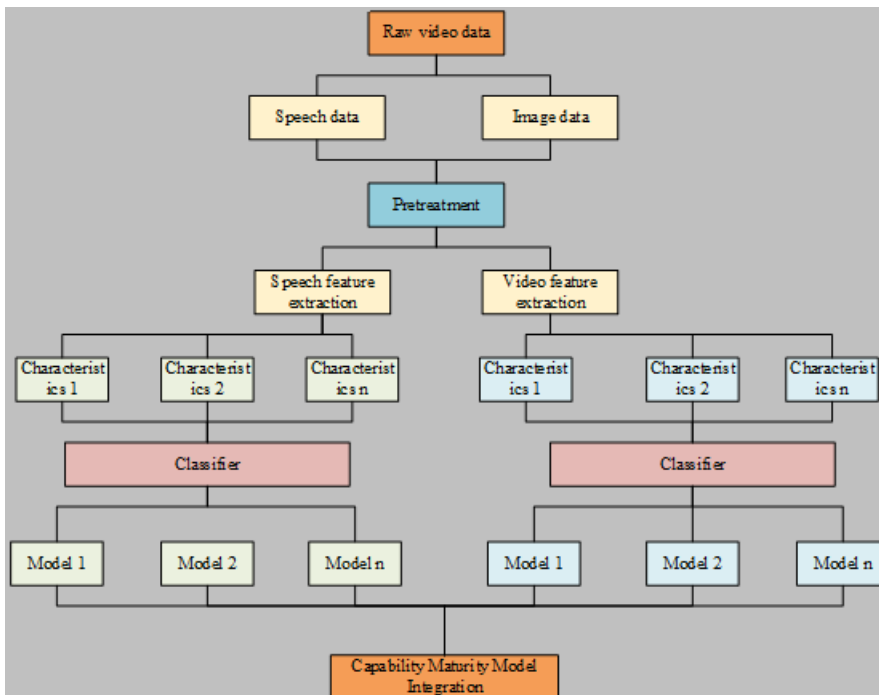 Raw video data
Speech data
Image data
Pretreatment
Speech feature
extraction
Video feature
extraction
Characterist
ics 1
Characterist
ics 2
Characterist
ics n
Characterist
ics 1
Characterist
ics 2
Characterist
ics n
Classifier
Classifier
Model 1
Model 2
Model n
Model 1
Model 2
Model n
Capability Maturity Model
Integration